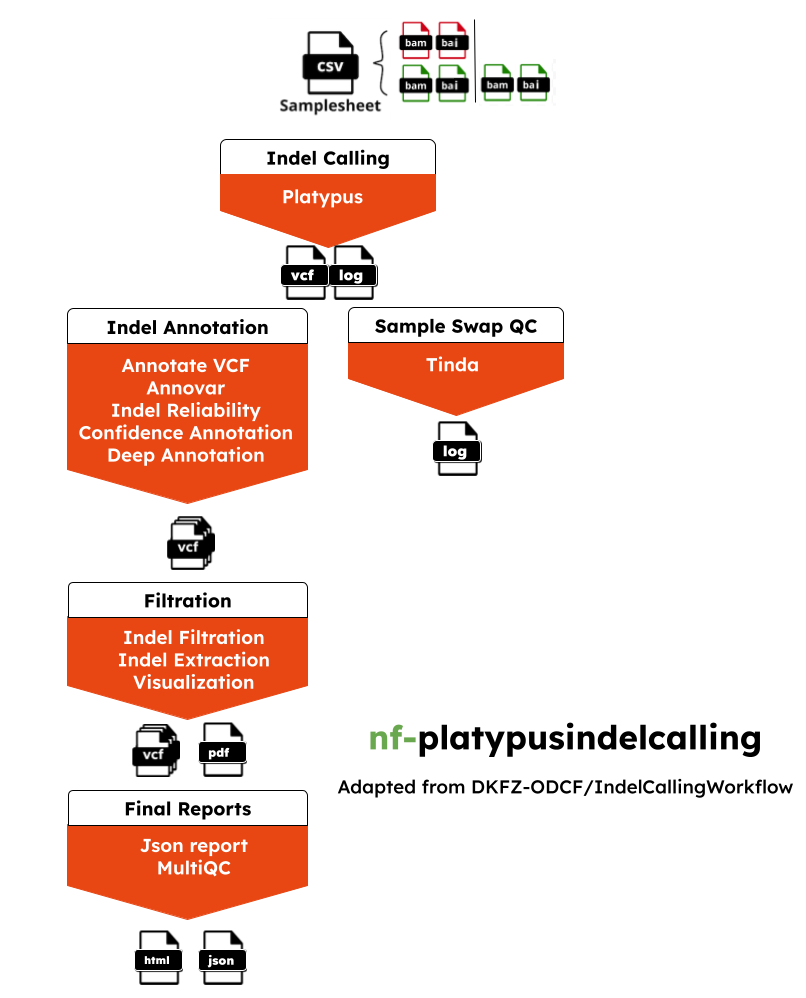 bam bai
csv
bam bai bam bai
Samplesheet
Indel Calling
Platypus
vcf log
Indel Annotation
Annotate VCF
Annovar
Indel Reliability
Confidence Annotation
Deep Annotation
Sample Swap QC
Tinda
log
vcf
Filtration
Indel Filtration
Indel Extraction
Visualization
vcf pdf
nf-platypusindelcalling
Adapted from DKFZ-ODCF/IndelCallingWorkflow
Final Reports
Json report
MultiQC
html json